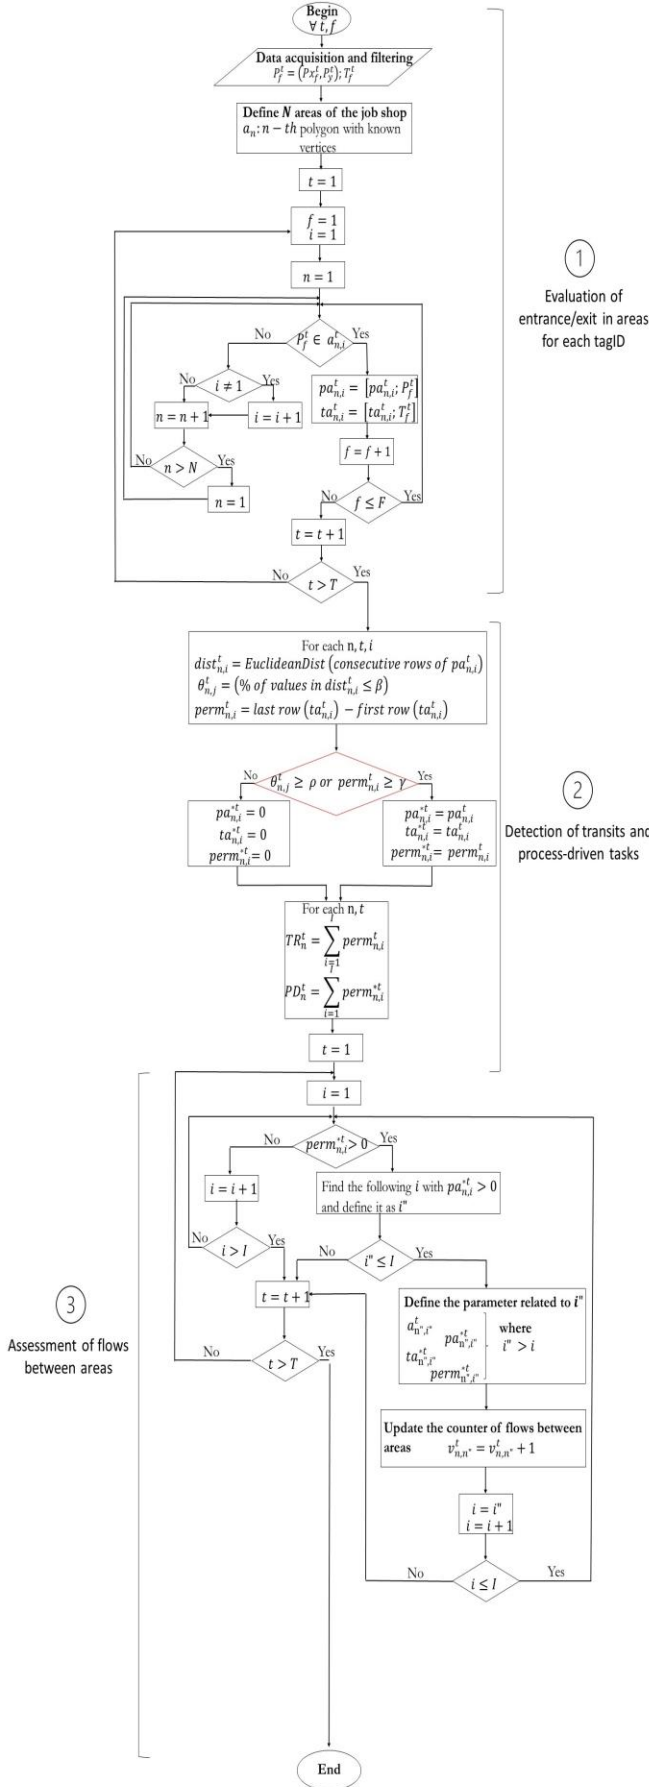 Begin
∀ t, f
Data acquisition and filtering
P_f^t = (Px_f^t, P_y^t); T_f^t
Define N areas of the job shop
a_n: n − th polygon with known
vertices
t = 1
f = 1
i = 1
n = 1
P_f^t ∈ a_{n,i}^t
No
Yes
i ≠ 1
No
Yes
n = n + 1
i = i + 1
pa_{n,i}^t = [pa_{n,i}^t; P_f^t]
ta_{n,i}^t = [ta_{n,i}^t; T_f^t]
f = f + 1
n > N
No
Yes
n = 1
f ≤ F
No
Yes
t = t + 1
t > T
No
Yes
1
Evaluation of
entrance/exit in areas
for each tagID
For each n, t, i
dist_{n,i}^t = EuclideanDist (consecutive rows of pa_{n,i}^t)
θ_{n,j}^t = (% of values in dist_{n,i}^t ≤ β)
perm_{n,i}^t = last row (ta_{n,i}^t) − first row (ta_{n,i}^t)
θ_{n,j}^t ≥ ρ or perm_{n,i}^t ≥ γ
No
Yes
pa_{n,i}^{*t} = 0
ta_{n,i}^{*t} = 0
perm_{n,i}^{*t} = 0
pa_{n,i}^{*t} = pa_{n,i}^t
ta_{n,i}^{*t} = ta_{n,i}^t
perm_{n,i}^{*t} = perm_{n,i}^t
For each n, t
TR_n^t = ∑_{i=1}^I perm_{n,i}^t
PD_n^t = ∑_{i=1}^I perm_{n,i}^{*t}
t = 1
2
Detection of transits and
process-driven tasks
i = 1
perm_{n,i}^{*t} > 0
No
Yes
i = i + 1
Find the following i with pa_{n,i}^{*t} > 0
and define it as i"
i > I
No
Yes
i" ≤ I
No
Yes
t = t + 1
t > T
No
Yes
Define the parameter related to i"
a_{n",i"}^t
pa_{n",i"}^{*t}
ta_{n",i"}^{*t}
perm_{n",i"}^{*t}
where
i" > i
Update the counter of flows between
areas v_{n,n"}^t = v_{n,n"}^t + 1
i = i"
i = i + 1
i ≤ I
No
Yes
3
Assessment of flows
between areas
End